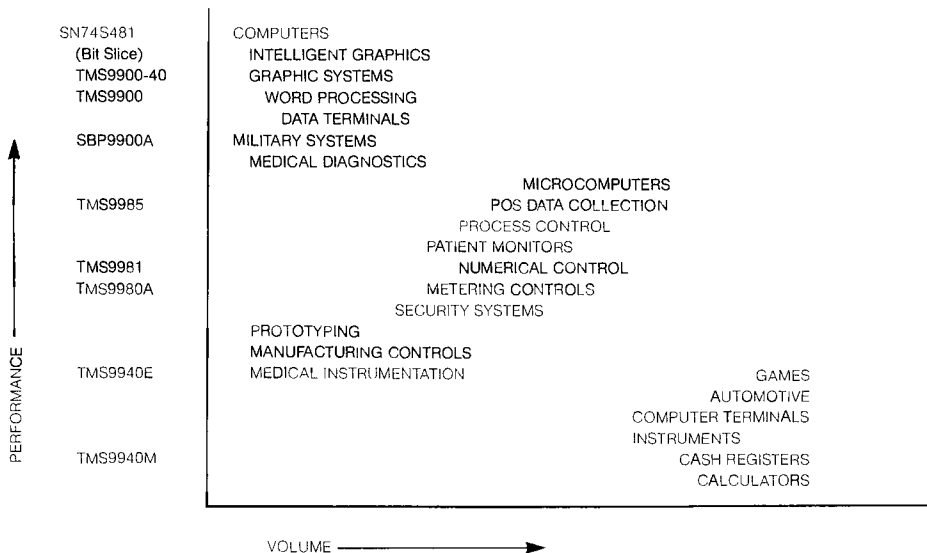 SN74S481 COMPUTERS
(Bit Slice) INTELLIGENT GRAPHICS
TMS9900-40 GRAPHIC SYSTEMS
TMS9900 WORD PROCESSING
DATA TERMINALS
SBP9900A MILITARY SYSTEMS
MEDICAL DIAGNOSTICS
MICROCOMPUTERS
TMS9985 POS DATA COLLECTION
PROCESS CONTROL
PATIENT MONITORS
TMS9981 NUMERICAL CONTROL
TMS9980A METERING CONTROLS
SECURITY SYSTEMS
PROTOTYPING
MANUFACTURING CONTROLS
TMS9940E MEDICAL INSTRUMENTATION GAMES
AUTOMOTIVE
COMPUTER TERMINALS
INSTRUMENTS
TMS9940M CASH REGISTERS
CALCULATORS
PERFORMANCE
VOLUME